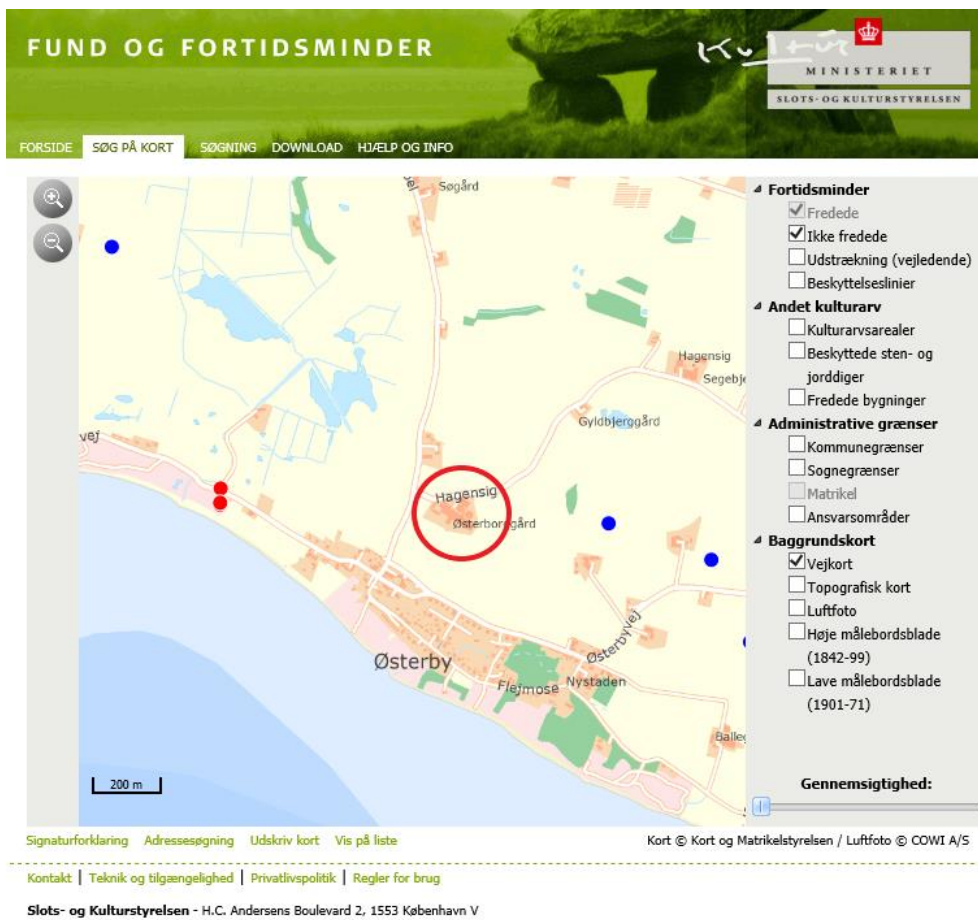 FUND OG FORTIDSMINDER
Kultur
MINISTERIET
SLOTS- OG KULTURSTYRELSEN
FORSIDE SØG PÅ KORT SØGNING DOWNLOAD HJÆLP OG INFO
Søgård
Hagensig
Segebje
Gyldbjerggård
vej
Hagensig
Østerborggård
Østerby
Østerbyvej
Flejmose
Nystaden
Balleg
200 m
Fortidsminder
Fredede
Ikke fredede
Udstrækning (vejledende)
Beskyttelseslinier
Andet kulturarv
Kulturarvsarealer
Beskyttede sten- og
jorddiger
Fredede bygninger
Administrative grænser
Kommunegrænser
Sognegrænser
Matrikel
Ansvarsområder
Baggrundskort
Vejkort
Topografisk kort
Luftfoto
Høje målebordsblade
(1842-99)
Lave målebordsblade
(1901-71)
Gennemsigtighed:
Signaturforklaring Adressesøgning Udskriv kort Vis på liste
Kort © Kort og Matrikelstyrelsen / Luftfoto © COWI A/S
Kontakt | Teknik og tilgængelighed | Privatlivspolitik | Regler for brug
Slots- og Kulturstyrelsen - H.C. Andersens Boulevard 2, 1553 København V